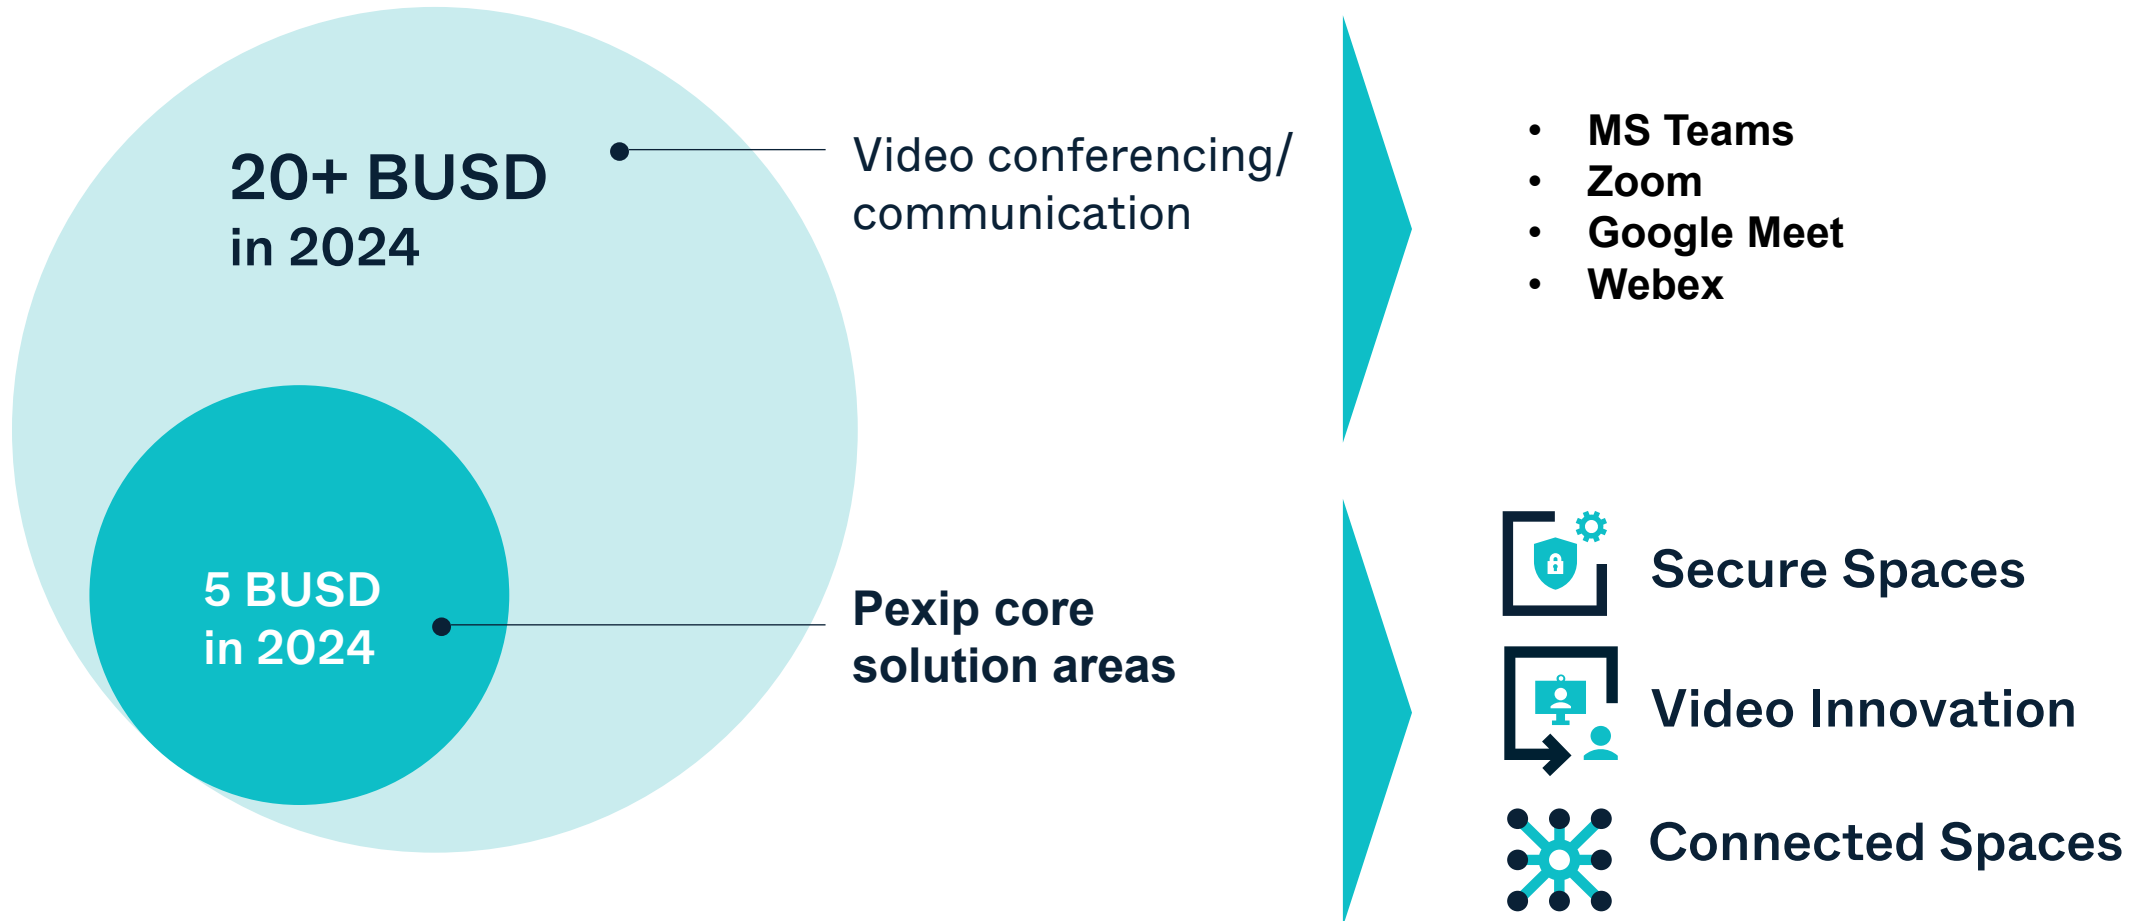 20+ BUSD
in 2024
Video conferencing/
communication
• MS Teams
• Zoom
• Google Meet
• Webex
5 BUSD
in 2024
Pexip core
solution areas
Secure Spaces
Video Innovation
Connected Spaces